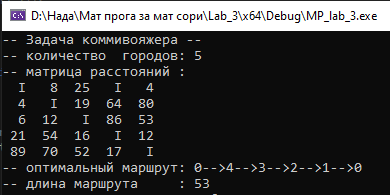 D:\Нада\Мат прога за мат сори\Lab_3\x64\Debug\MP_lab_3.exe
-- Задача коммивояжера --
-- количество  городов: 5
-- матрица расстояний :
  I   8  25   I   4
  4   I  19  64  80
  6  12   I  86  53
 21  54  16   I  12
 89  70  52  17   I
-- оптимальный маршрут: 0-->4-->3-->2-->1-->0
-- длина маршрута     : 53